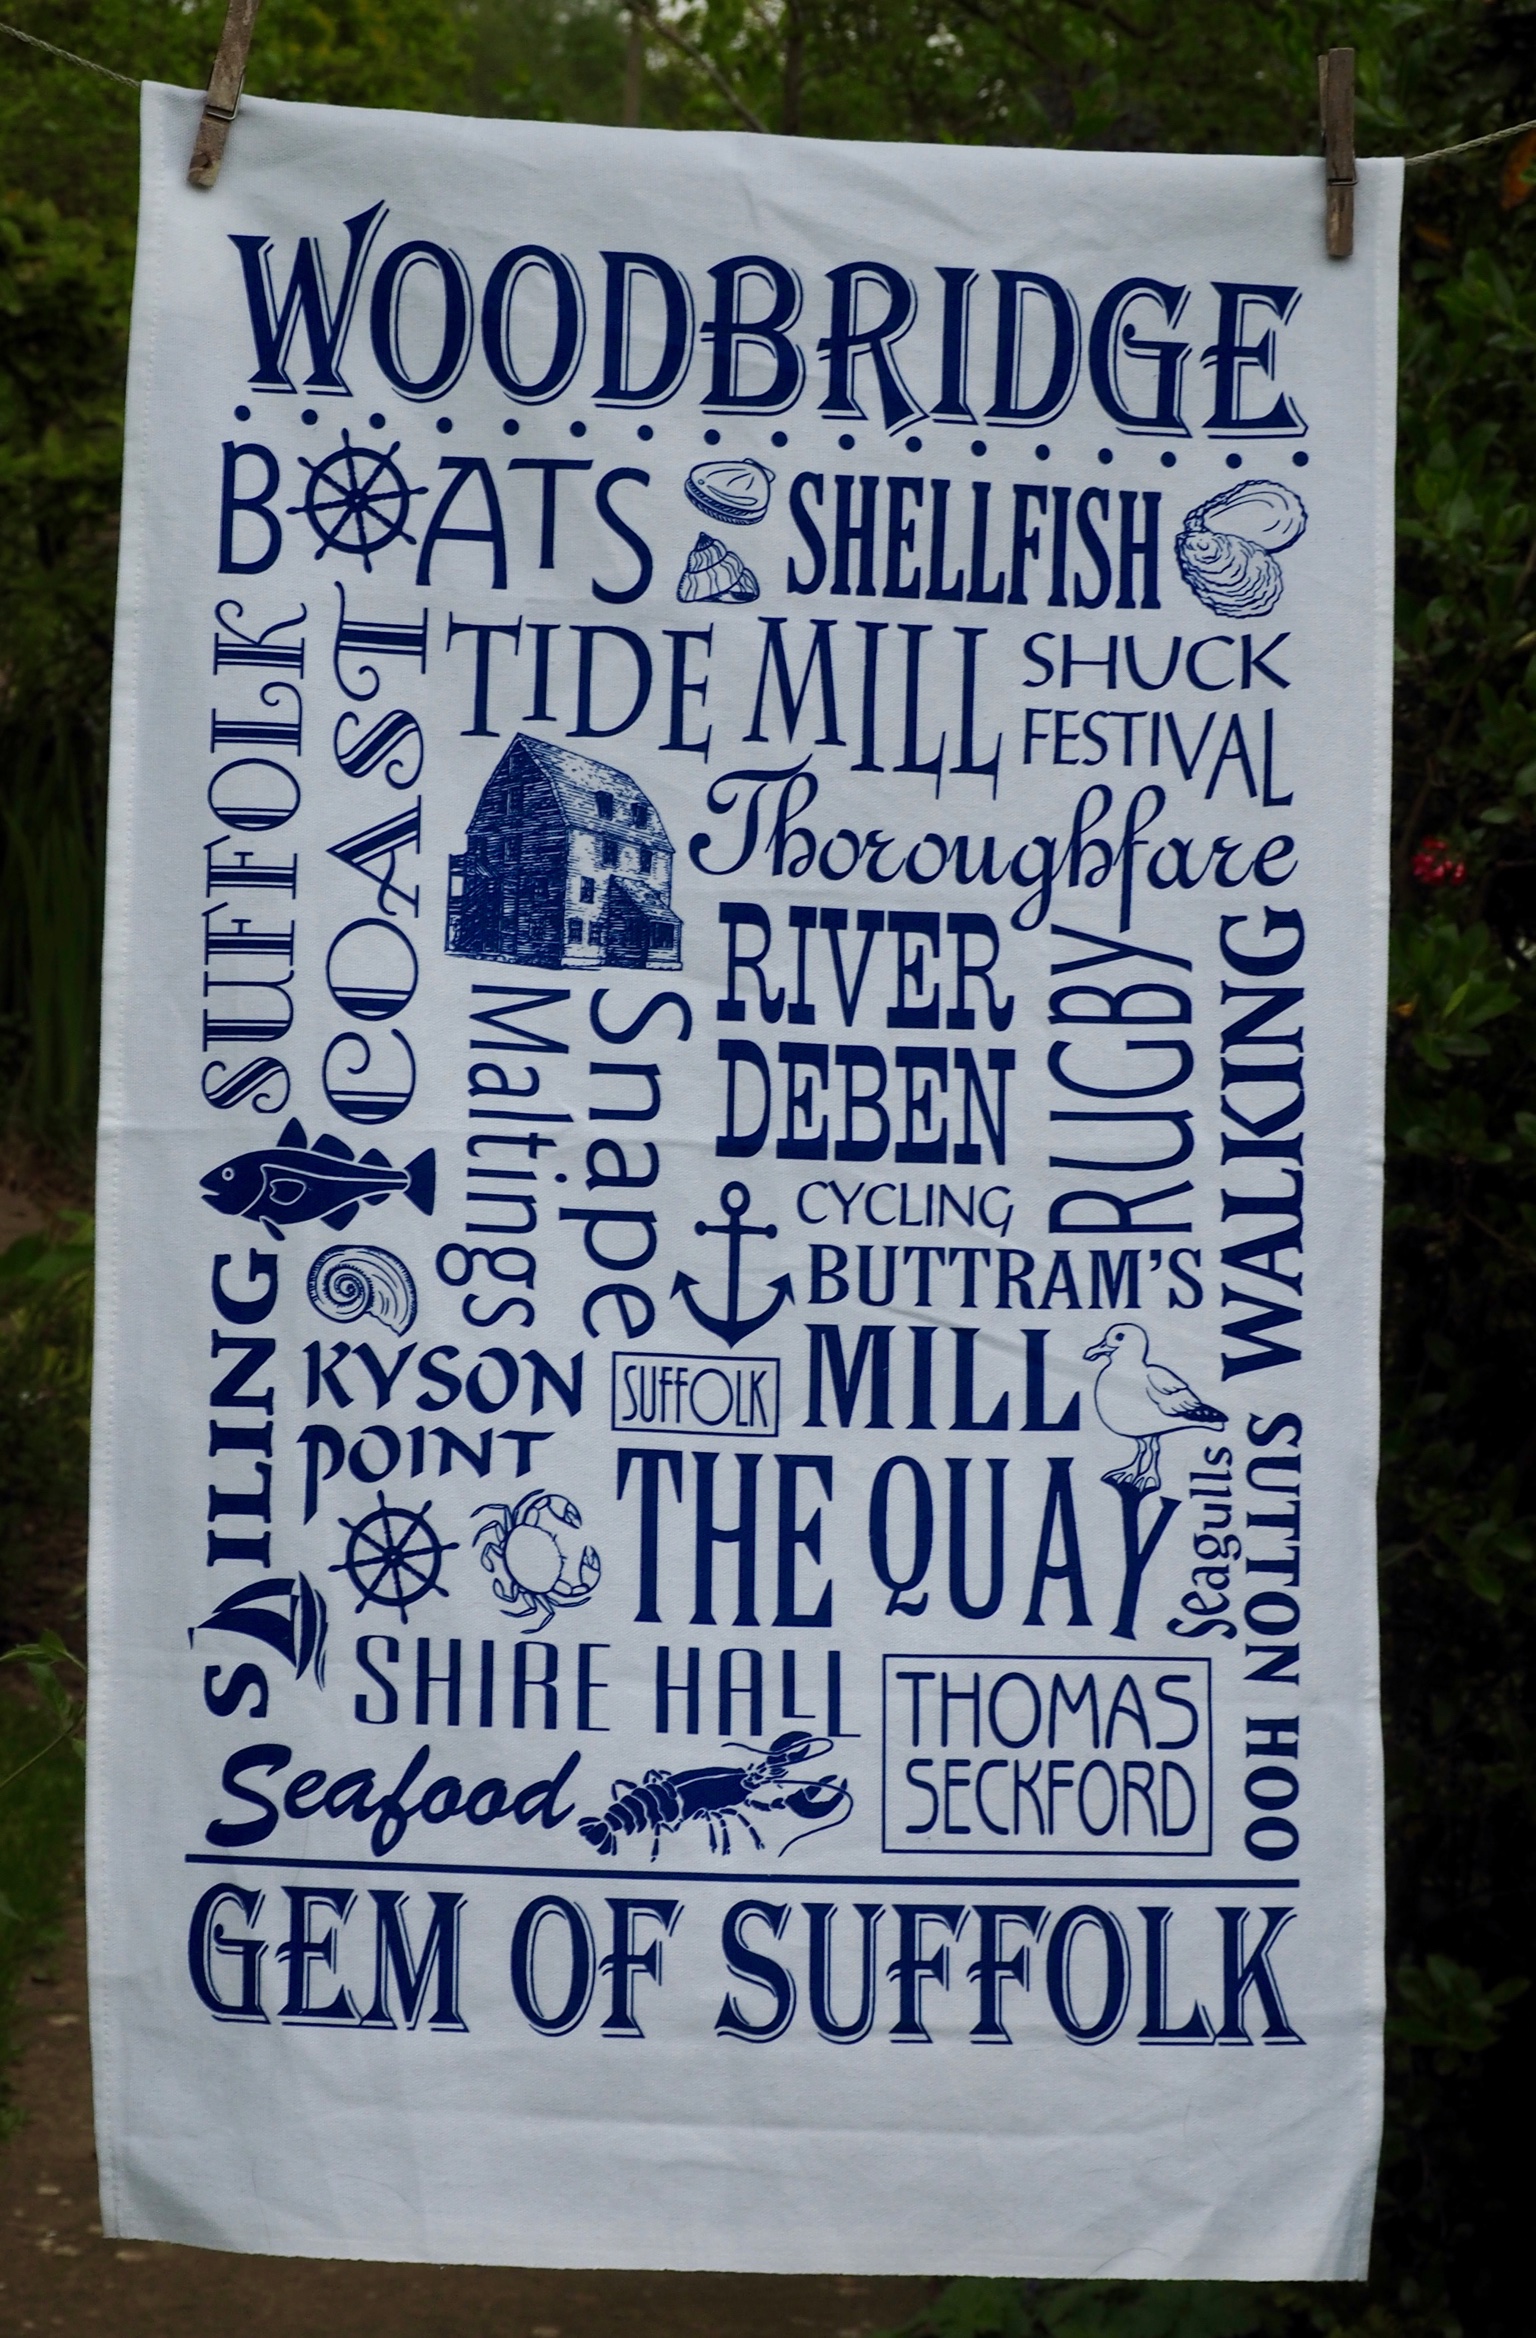 WOODBRIDGE
BOATS
SHELLFISH
SUFFOLK
COAST
TIDE MILL
SHUCK
FESTIVAL
Thoroughfare
RIVER
DEBEN
RUGBY
WALKING
Snape
Maltings
CYCLING
BUTTRAM'S
MILL
SAILING
KYSON
POINT
SUFFOLK
THE QUAY
Seagulls
SUTTON HOO
SHIRE HALL
THOMAS
SECKFORD
Seafood
GEM OF SUFFOLK